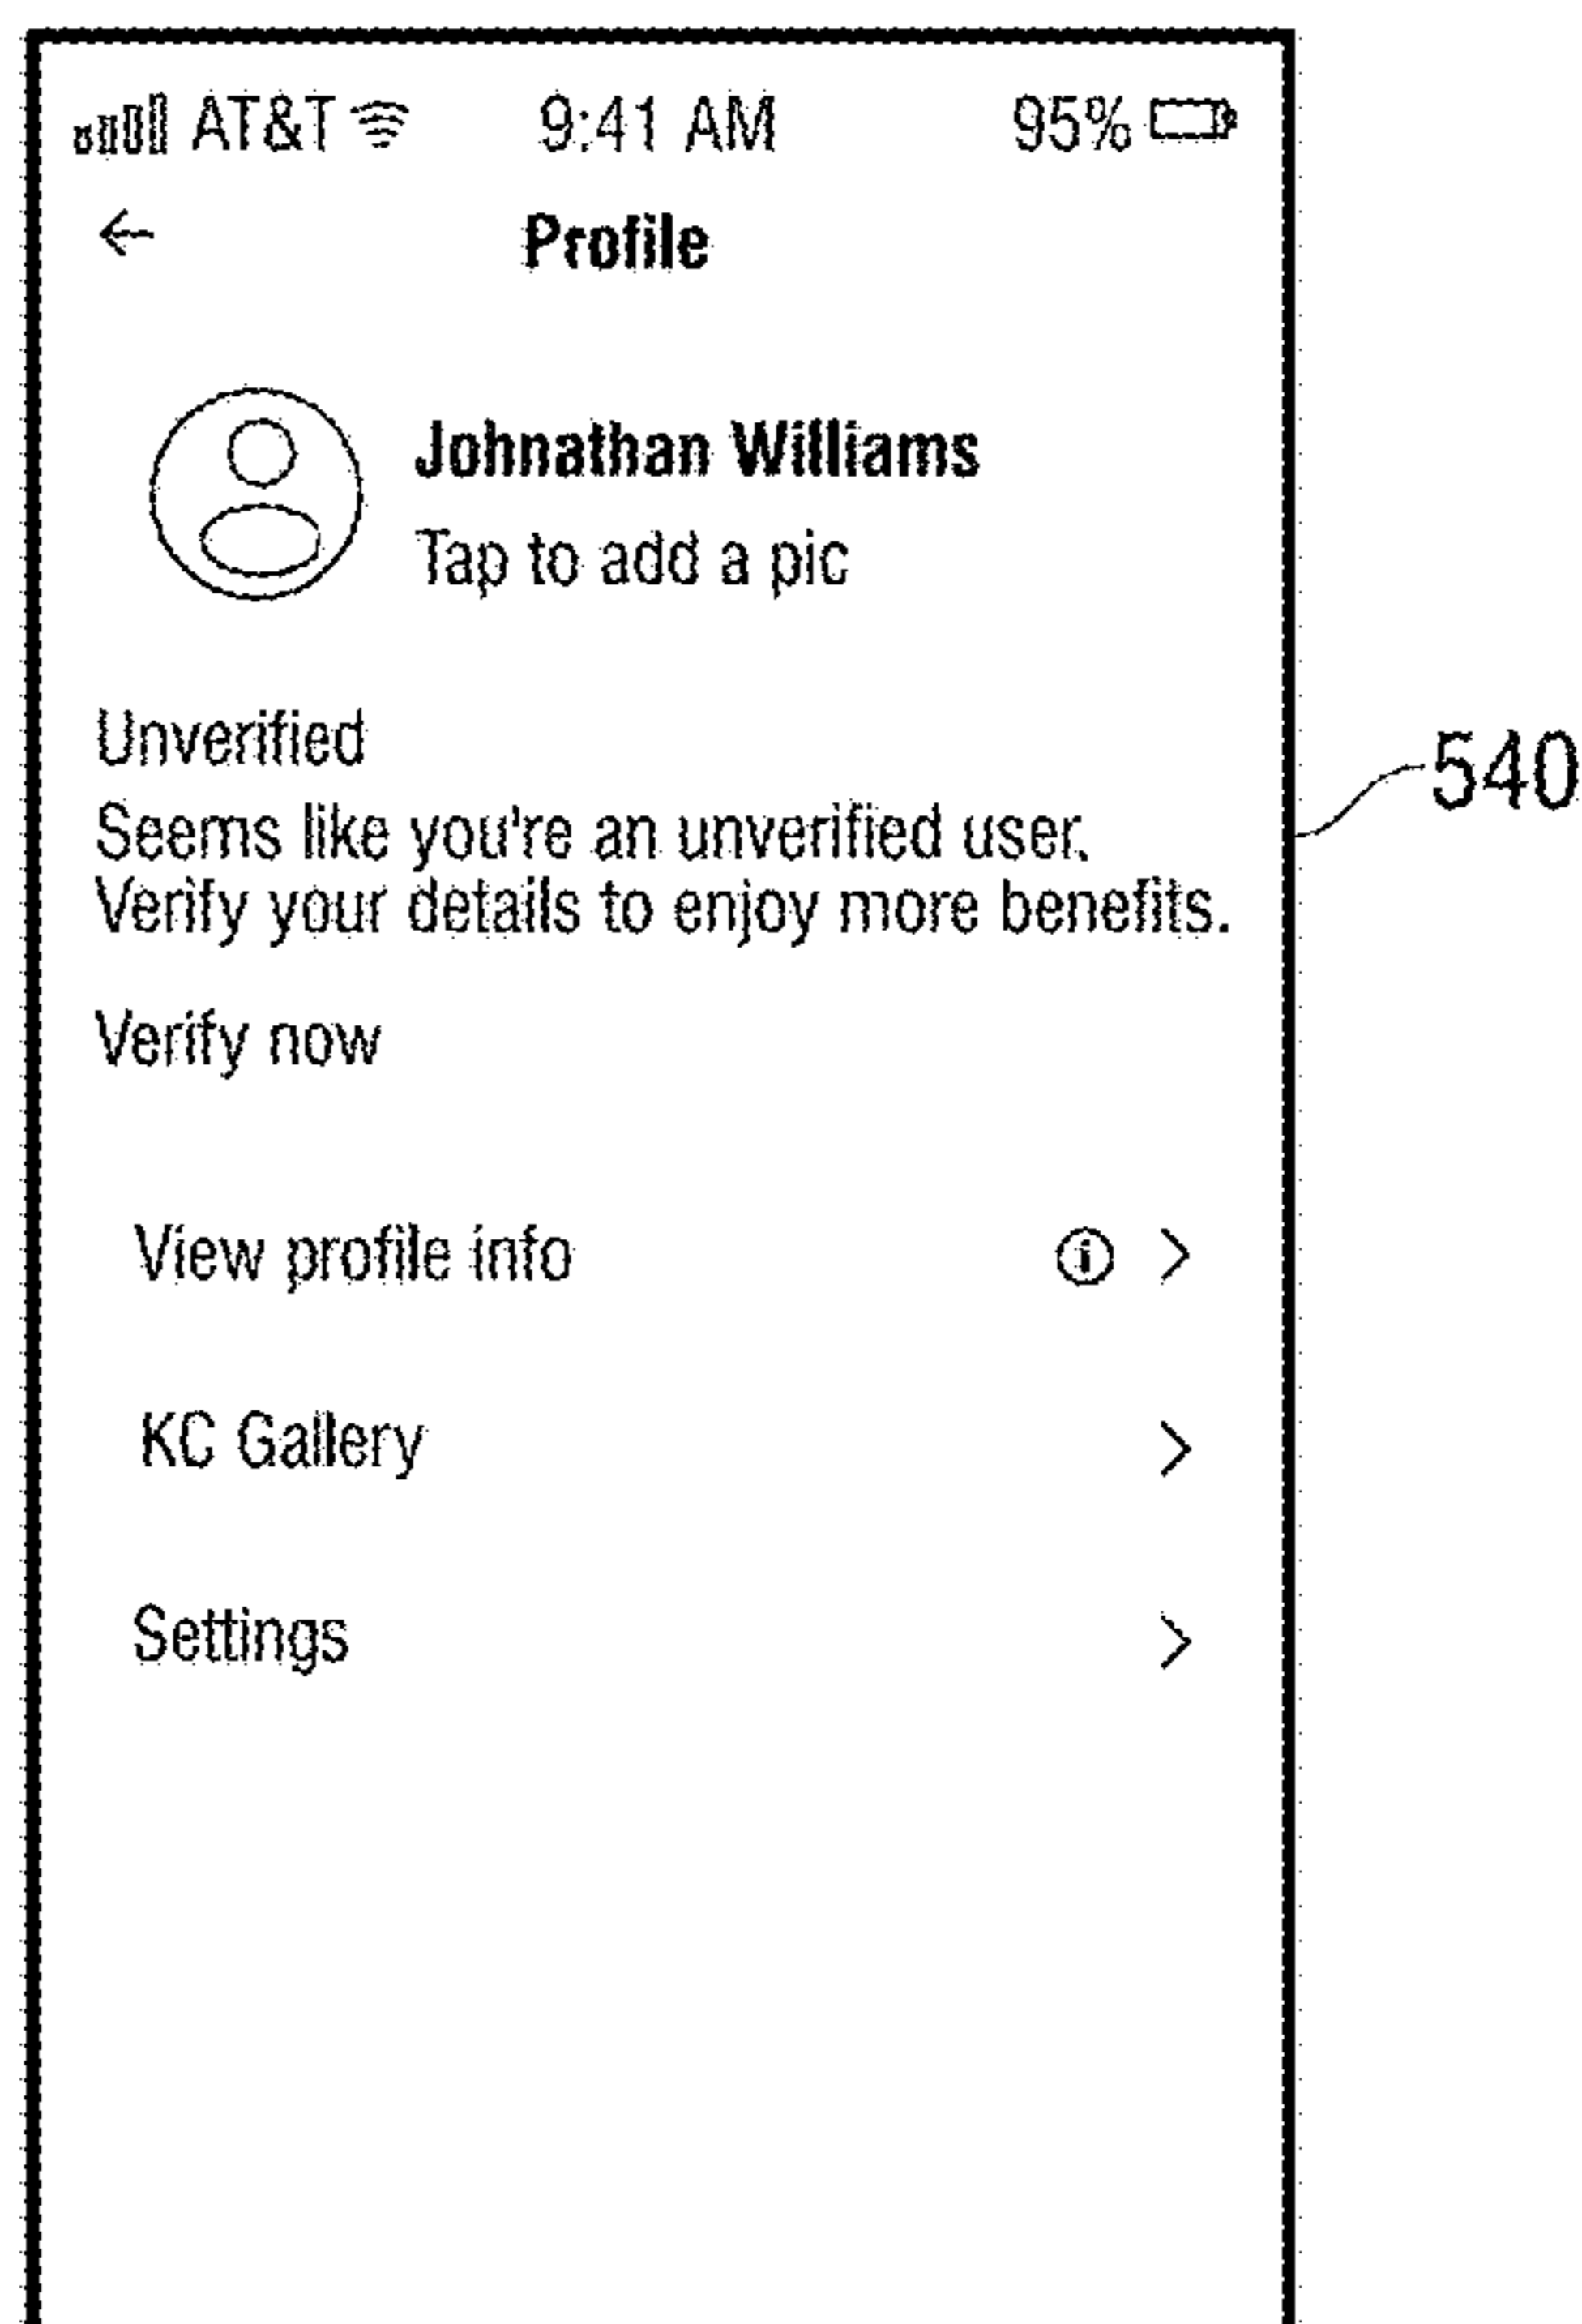 AT&T 9:41 AM 95%
Profile
Johnathan Williams
Tap to add a pic
Unverified
Seems like you're an unverified user.
Verify your details to enjoy more benefits.
540
Verify now
View profile info i
KC Gallery
Settings